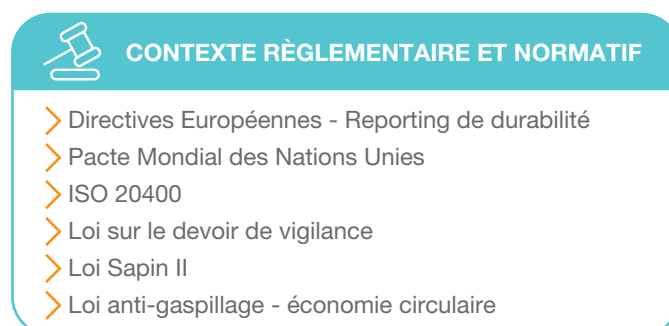 CONTEXTE RÈGLEMENTAIRE ET NORMATIF
Directives Européennes - Reporting de durabilité
Pacte Mondial des Nations Unies
ISO 20400
Loi sur le devoir de vigilance
Loi Sapin II
Loi anti-gaspillage - économie circulaire